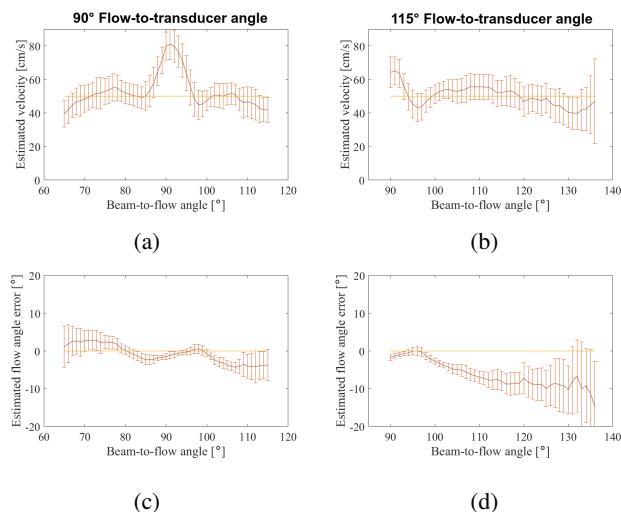 90° Flow-to-transducer angle
115° Flow-to-transducer angle
Estimated velocity [cm/s]
80
60
40
20
0
60 70 80 90 100 110 120
Beam-to-flow angle [°]
(a)
Estimated velocity [cm/s]
80
60
40
20
0
90 100 110 120 130 140
Beam-to-flow angle [°]
(b)
Estimated flow angle error [°]
20
10
0
-10
-20
60 70 80 90 100 110 120
Beam-to-flow angle [°]
(c)
Estimated flow angle error [°]
20
10
0
-10
-20
90 100 110 120 130 140
Beam-to-flow angle [°]
(d)